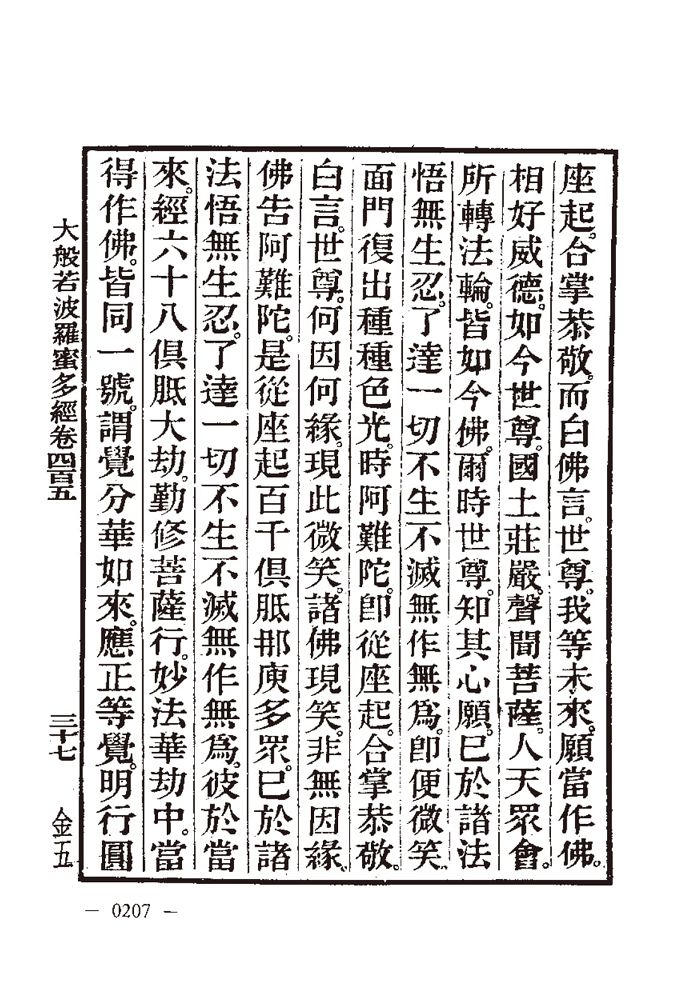 座起。合掌恭敬。而白佛言。世尊。我等未來。願當作佛。
相好威德。如今世尊。國土莊嚴。聲聞菩薩。人天眾會。
所轉法輪。皆如今佛。爾時世尊。知其心願。已於諸法
悟無生忍。了達一切不生不滅無作無為。卽便微笑。
面門復出種種色光。時阿難陀。卽從座起。合掌恭敬。
白言。世尊。何因何緣。現此微笑。諸佛現笑。非無因緣。
佛告阿難陀。是從座起百千俱胝那庾多眾。已於諸
法悟無生忍。了達一切不生不滅無作無為。彼於當
來。經六十八俱胝大劫。勤修菩薩行。妙法華劫中。當
得作佛。皆同一號。謂覺分華如來。應正等覺。明行圓
大般若波羅蜜多經卷四百五
三十七
金五
— 0207 —